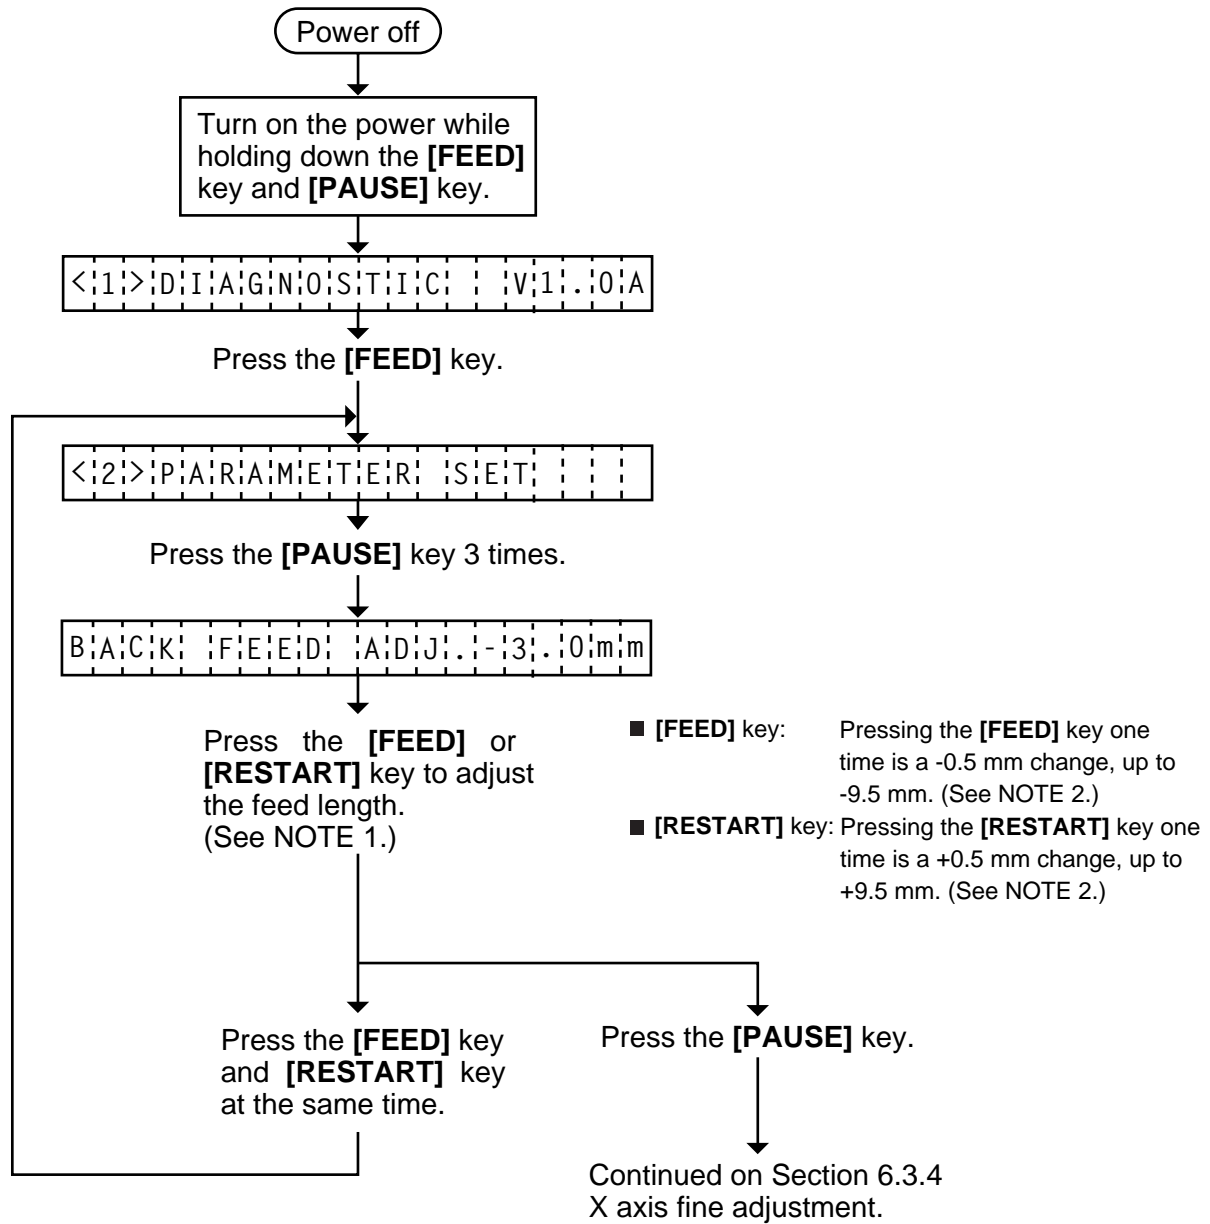 Power off
Turn on the power while
holding down the [FEED]
key and [PAUSE] key.
<1>DIAGNOSTIC  V1.0A
Press the [FEED] key.
<2>PARAMETER SET
Press the [PAUSE] key 3 times.
BACK FEED ADJ.-3.0mm
Press the [FEED] or
[RESTART] key to adjust
the feed length.
(See NOTE 1.)
■ [FEED] key: Pressing the [FEED] key one
time is a -0.5 mm change, up to
-9.5 mm. (See NOTE 2.)
■ [RESTART] key: Pressing the [RESTART] key one
time is a +0.5 mm change, up to
+9.5 mm. (See NOTE 2.)
Press the [FEED] key
and [RESTART] key
at the same time.
Press the [PAUSE] key.
Continued on Section 6.3.4
X axis fine adjustment.